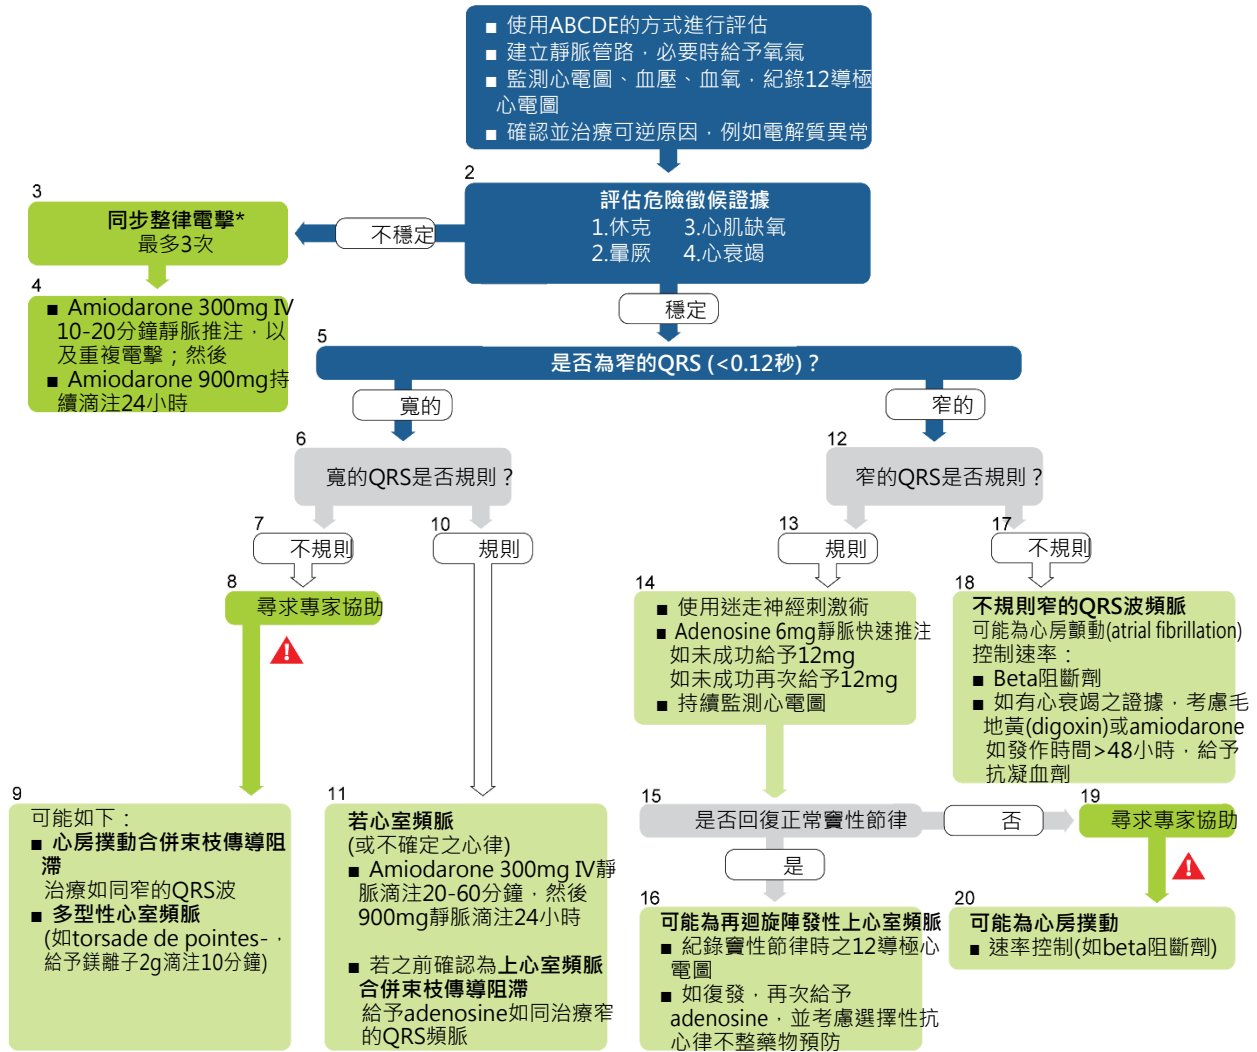 ■ 使用ABCDE的方式進行評估
■ 建立靜脈管路，必要時給予氧氣
■ 監測心電圖、血壓、血氧，紀錄12導極
心電圖
■ 確認並治療可逆原因，例如電解質異常
2
評估危險徵候證據
1.休克 3.心肌缺氧
2.暈厥 4.心衰竭
不穩定
3
同步整律電擊*
最多3次
4
■ Amiodarone 300mg IV
10-20分鐘靜脈推注，以
及重複電擊；然後
■ Amiodarone 900mg持
續滴注24小時
穩定
5
是否為窄的QRS (<0.12秒)？
寬的
窄的
6
寬的QRS是否規則？
12
窄的QRS是否規則？
7
不規則
10
規則
13
規則
17
不規則
8
尋求專家協助
14
■ 使用迷走神經刺激術
■ Adenosine 6mg靜脈快速推注
如未成功給予12mg
如未成功再次給予12mg
■ 持續監測心電圖
18
不規則窄的QRS波頻脈
可能為心房顫動(atrial fibrillation)
控制速率：
■ Beta阻斷劑
■ 如有心衰竭之證據，考慮毛
地黃(digoxin)或amiodarone
如發作時間>48小時，給予
抗凝血劑
9
可能如下：
■ 心房撲動合併束枝傳導阻
滯
治療如同窄的QRS波
■ 多型性心室頻脈
(如torsade de pointes-，
給予鎂離子2g滴注10分鐘)
11
若心室頻脈
(或不確定之心律)
■ Amiodarone 300mg IV靜
脈滴注20-60分鐘，然後
900mg靜脈滴注24小時
■ 若之前確認為上心室頻脈
合併束枝傳導阻滯
給予adenosine如同治療窄
的QRS頻脈
15
是否回復正常竇性節律
否
19
尋求專家協助
是
16
可能為再迴旋陣發性上心室頻脈
■ 紀錄竇性節律時之12導極心
電圖
■ 如復發，再次給予
adenosine，並考慮選擇性抗
心律不整藥物預防
20
可能為心房撲動
■ 速率控制(如beta阻斷劑)